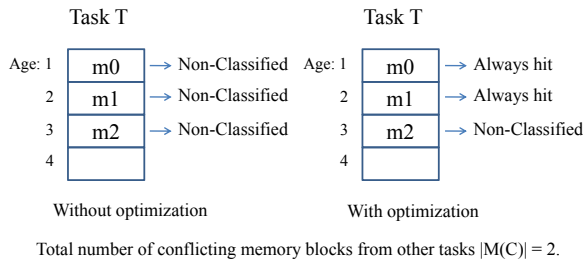 Task T Task T
Age: 1 m0 Non-Classified Age: 1 m0 Always hit
2 m1 Non-Classified 2 m1 Always hit
3 m2 Non-Classified 3 m2 Non-Classified
4 4
Without optimization With optimization
Total number of conflicting memory blocks from other tasks |M(C)| = 2.